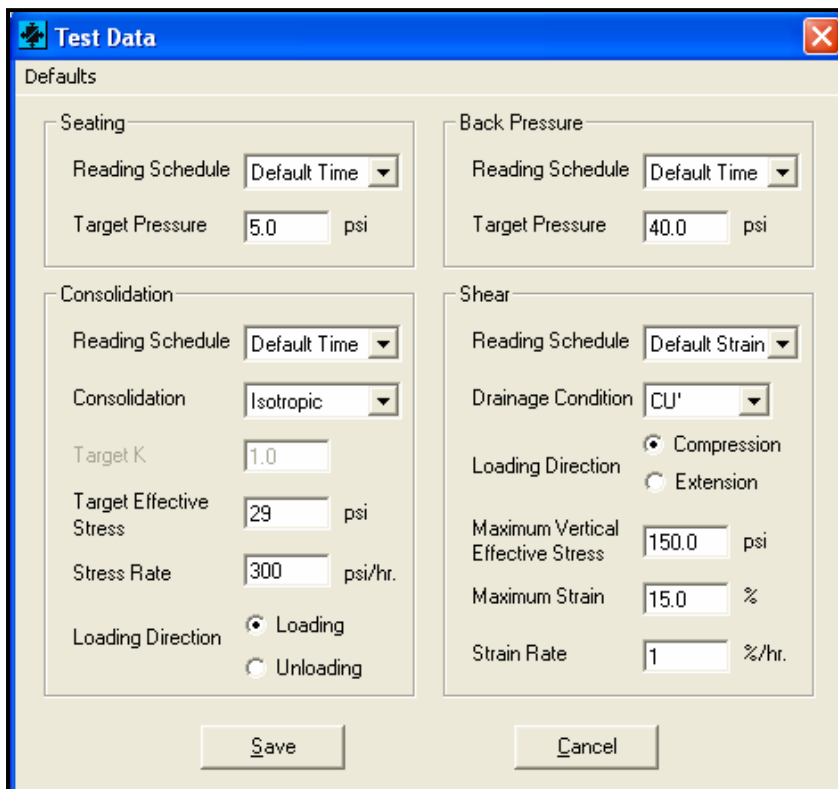 Test Data
Defaults
Seating
Reading Schedule Default Time
Target Pressure 5.0 psi
Back Pressure
Reading Schedule Default Time
Target Pressure 40.0 psi
Consolidation
Reading Schedule Default Time
Consolidation Isotropic
Target K 1.0
Target Effective
Stress 29 psi
Stress Rate 300 psi/hr.
Loading Direction Loading
Unloading
Shear
Reading Schedule Default Strain
Drainage Condition CU'
Loading Direction Compression
Extension
Maximum Vertical
Effective Stress 150.0 psi
Maximum Strain 15.0 %
Strain Rate 1 %/hr.
Save
Cancel